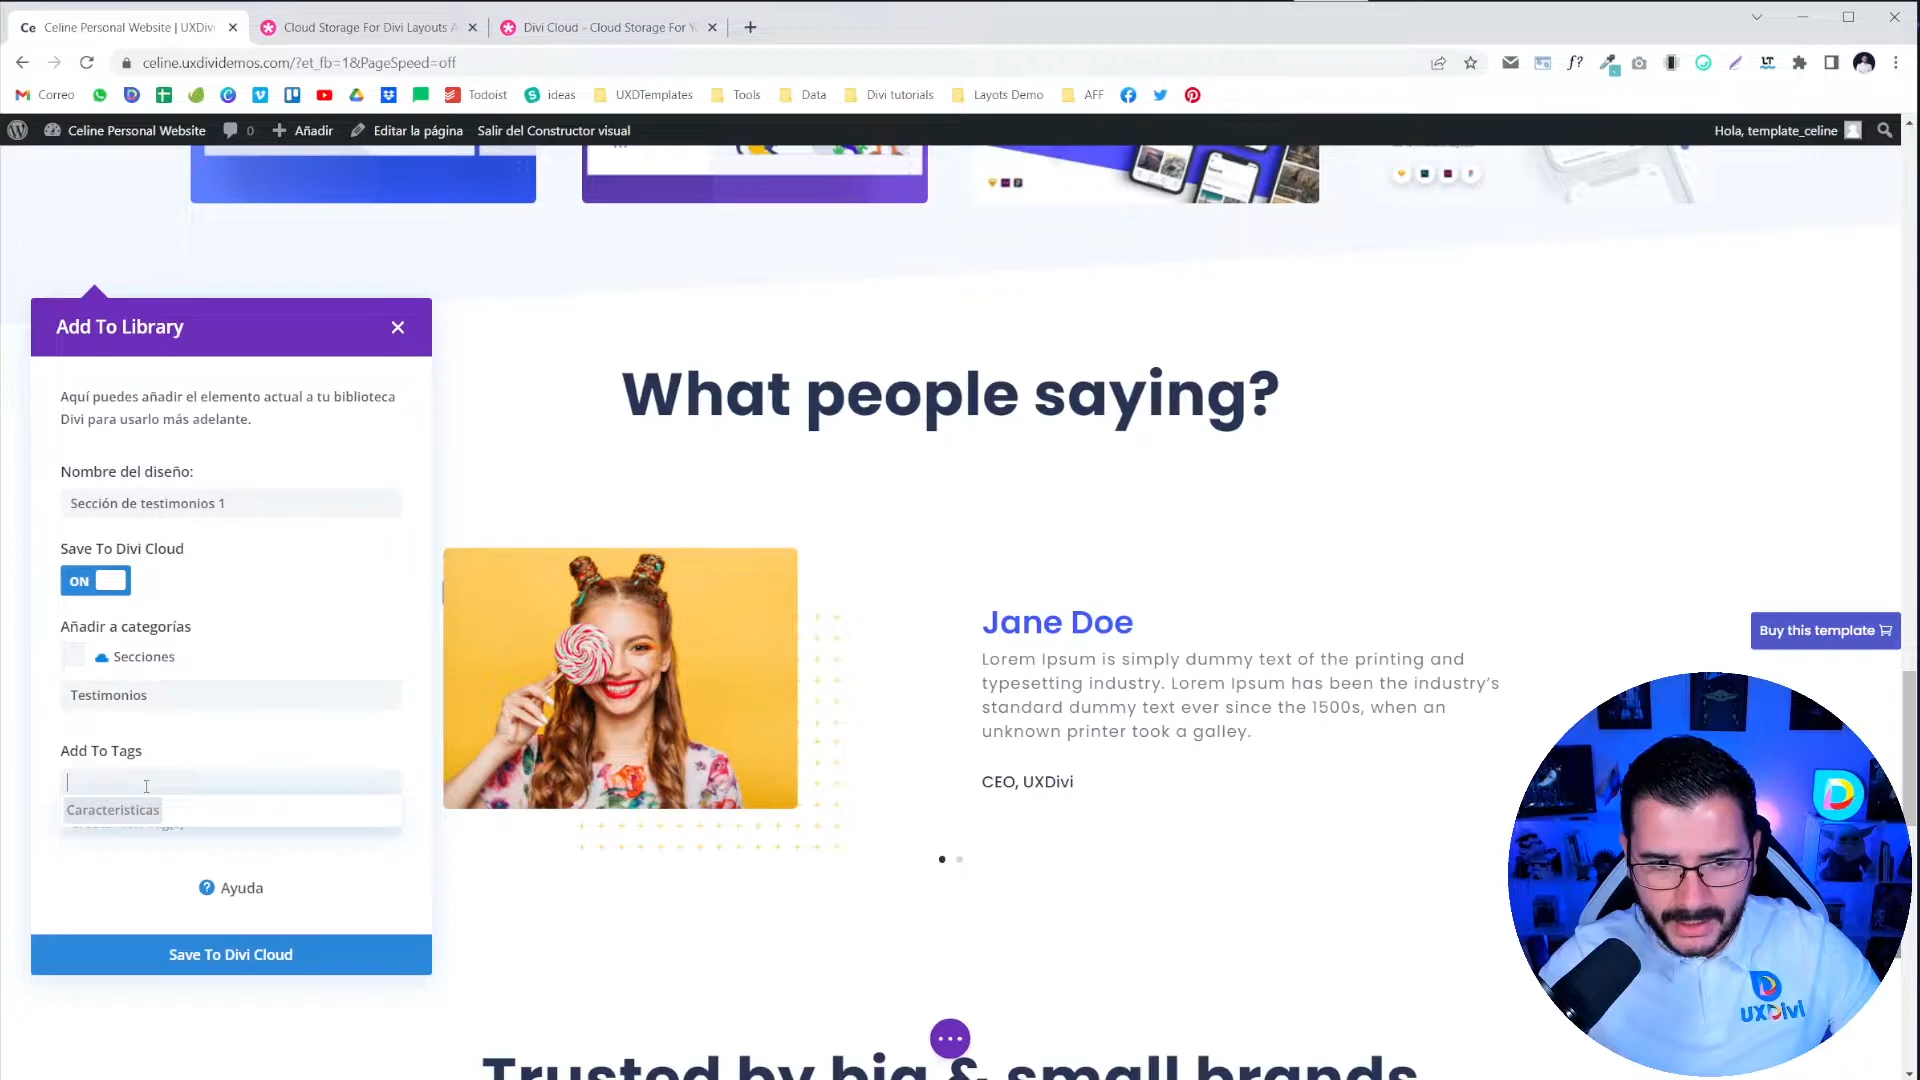 Ce Celine Personal Website | UXDivi
Cloud Storage For Divi Layouts A
Divi Cloud - Cloud Storage For Y
celine.uxdividemos.com/?et_fb=1&PageSpeed=off
Correo
Todoist
ideas
UXDTemplates
Tools
Data
Divi tutorials
Layots Demo
AFF
Celine Personal Website
0
Añadir
Editar la página
Salir del Constructor visual
Hola, template_celine
Add To Library
Aquí puedes añadir el elemento actual a tu biblioteca
Divi para usarlo más adelante.
Nombre del diseño:
Sección de testimonios 1
Save To Divi Cloud
ON
Añadir a categorías
Secciones
Testimonios
Add To Tags
Caracteristicas
Ayuda
Save To Divi Cloud
What people saying?
Jane Doe
Lorem Ipsum is simply dummy text of the printing and
typesetting industry. Lorem Ipsum has been the industry’s
standard dummy text ever since the 1500s, when an
unknown printer took a galley.
CEO, UXDivi
Buy this template
UXDivi
Trusted by big & small brands